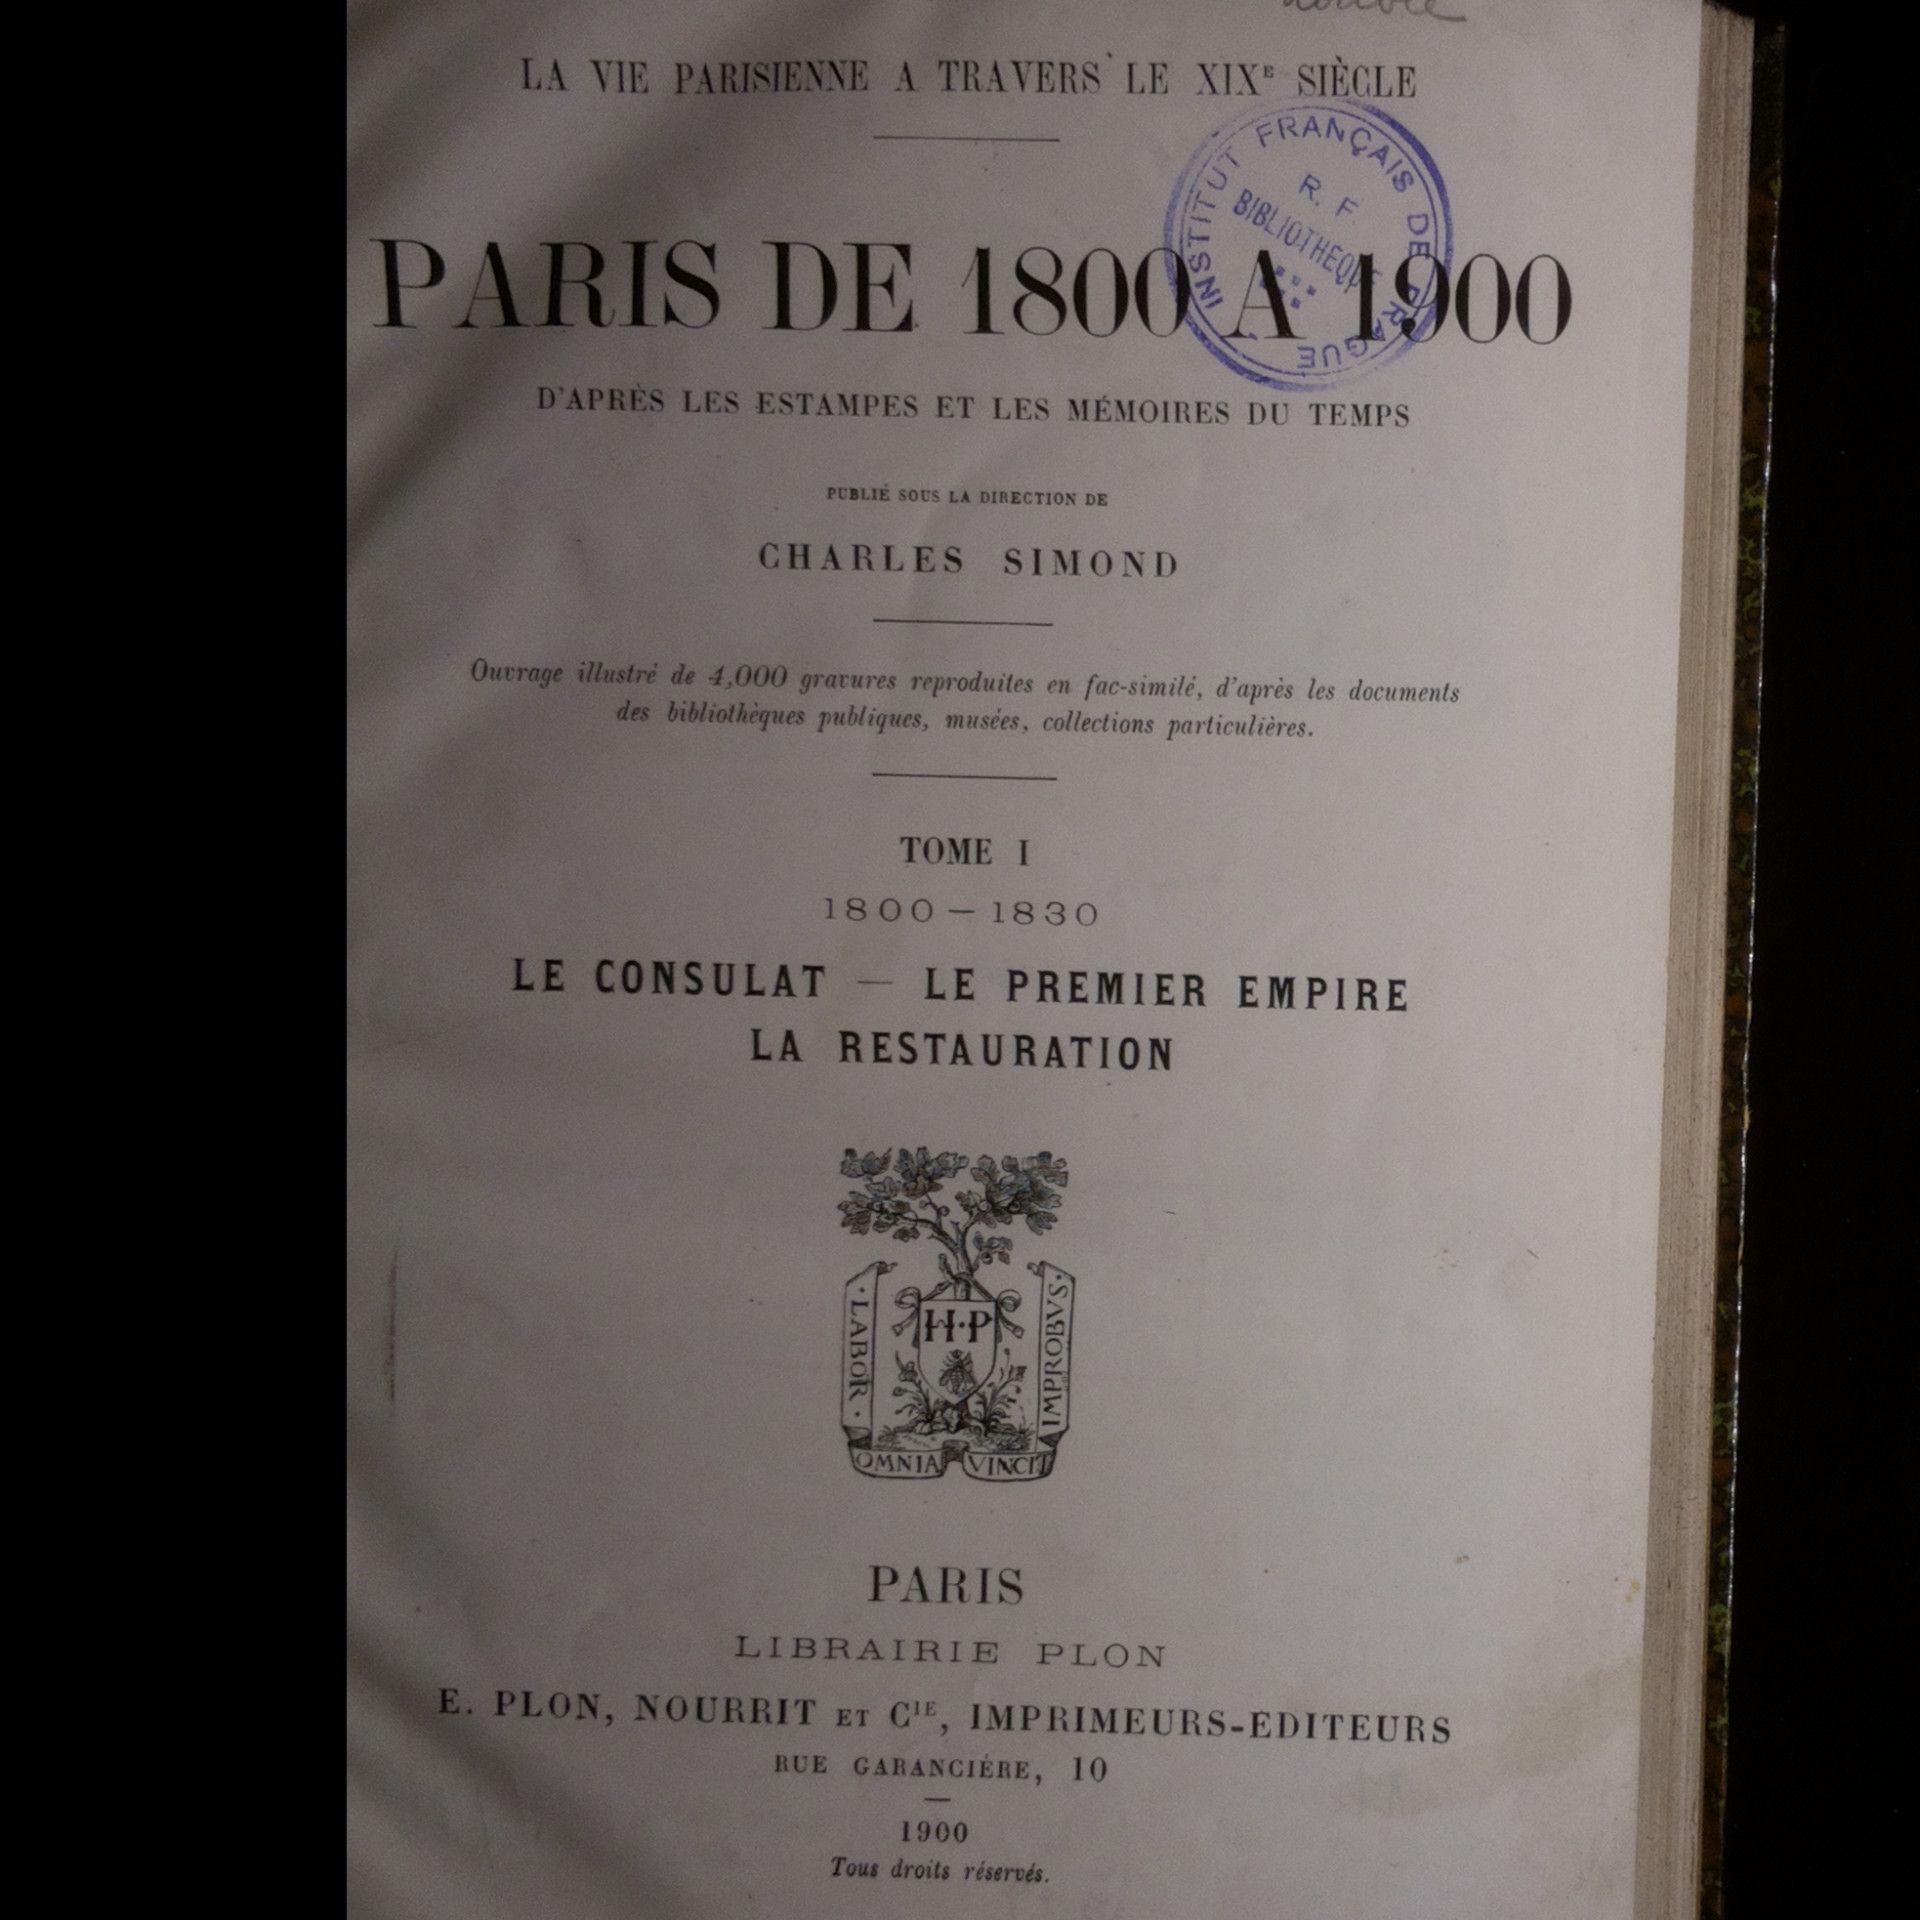 LA VIE PARISIENNE A TRAVERS LE XIXE SIÈCLE
INSTITUT FRANÇAIS DE PRAGUE
R. F.
BIBLIOTHEQUE
PARIS DE 1800 A 1900
D'APRÈS LES ESTAMPES ET LES MÉMOIRES DU TEMPS
PUBLIÉ SOUS LA DIRECTION DE
CHARLES SIMOND
Ouvrage illustré de 4,000 gravures reproduites en fac-similé, d'après les documents
des bibliothèques publiques, musées, collections particulières.
TOME I
1800 — 1830
LE CONSULAT — LE PREMIER EMPIRE
LA RESTAURATION
H·P
·LABOR·
IMPROBVS·
OMNIA VINCIT
PARIS
LIBRAIRIE PLON
E. PLON, NOURRIT ET CIE, IMPRIMEURS-EDITEURS
RUE GARANCIÈRE, 10
1900
Tous droits réservés.